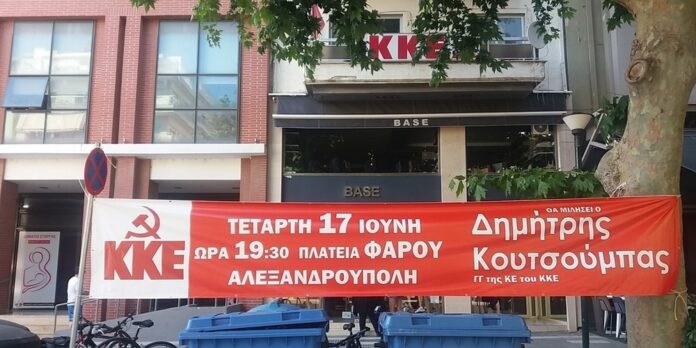 ΚΚΕ
BASE
BASE
ΚΚΕ
ΤΕΤΑΡΤΗ 17 ΙΟΥΝΗ
ΩΡΑ 19:30 ΠΛΑΤΕΙΑ ΦΑΡΟΥ
ΑΛΕΞΑΝΔΡΟΥΠΟΛΗ
ΘΑ ΜΙΛΗΣΕΙ Ο
Δημήτρης
Κουτσούμπας
ΓΓ της ΚΕ του ΚΚΕ